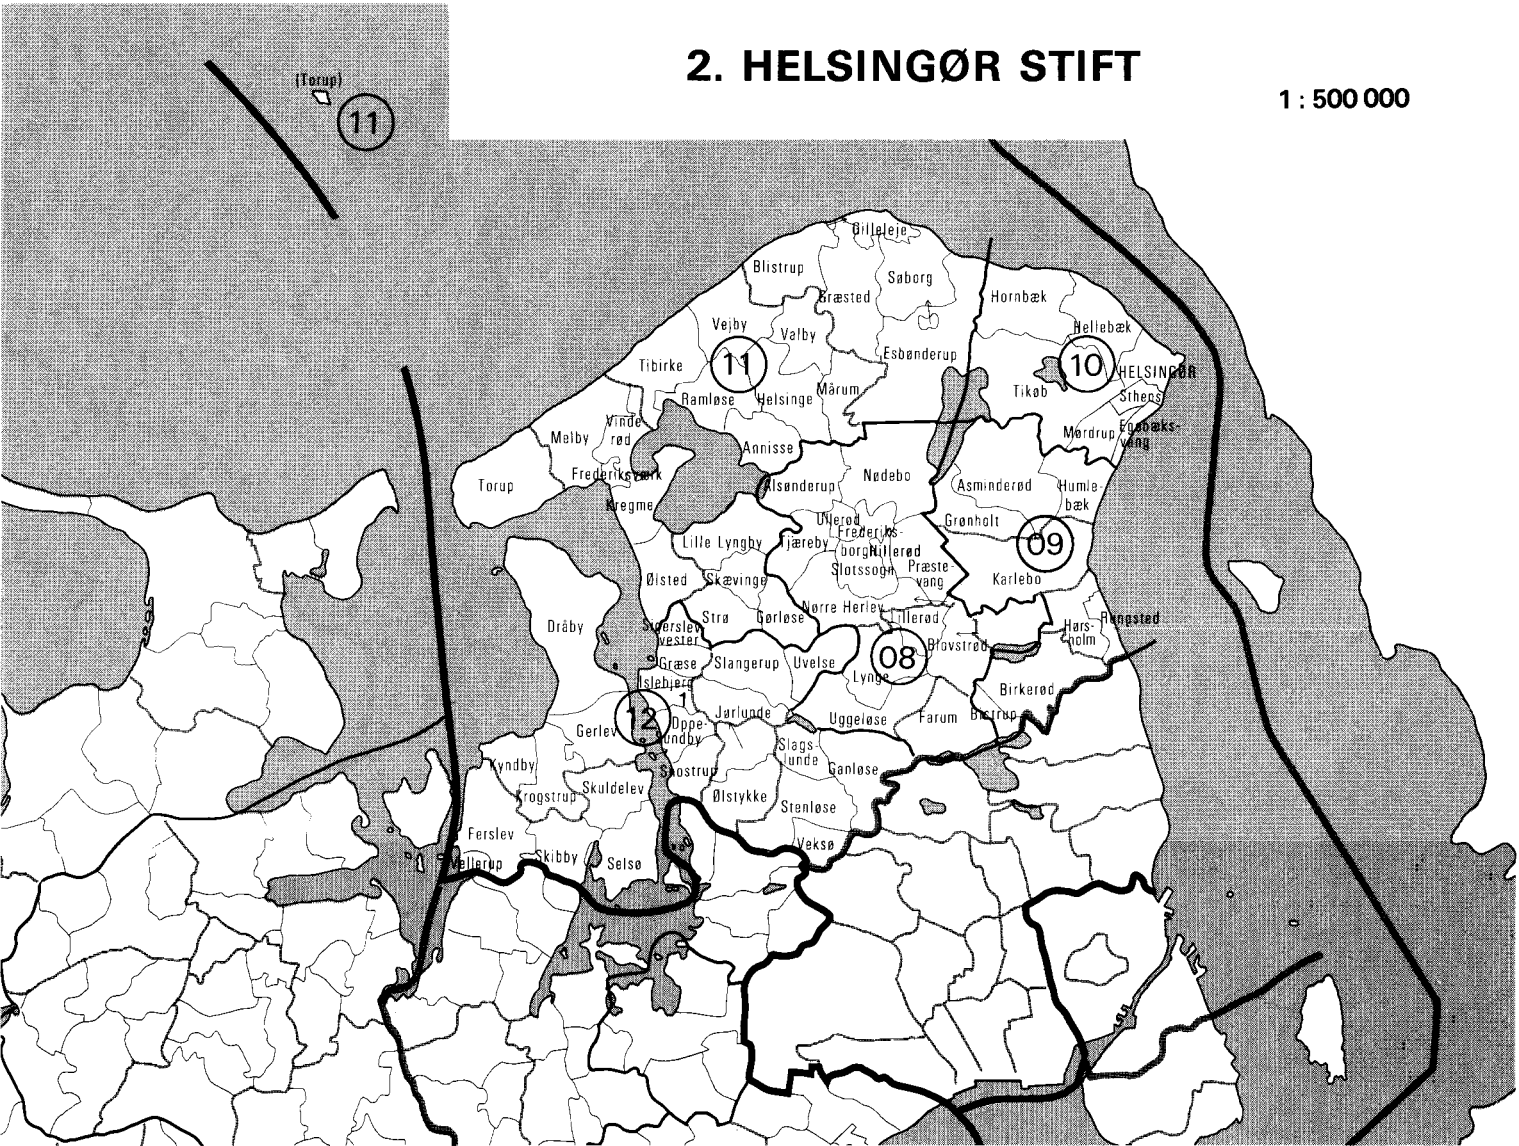 2. HELSINGØR STIFT
1 : 500 000
(Torup)
11
Gilleleje
Blistrup
Søborg
Græsted
Hornbæk
Vejby
Valby
Hellebæk
Esbønderup
Tibirke
11
10
HELSINGØR
Mårum
Tikøb
Ramløse
Helsinge
Sthens
Vinde-
rød
Melby
Annisse
Mørdrup
Egebæks-
vang
Frederiksværk
Torup
Alsønderup
Nødebo
Asminderød
Humle-
bæk
Kregme
Ullerød
Grønholt
Frederiks-
borg
Hillerød
Slotssogn
Lille Lyngby
Tjæreby
09
Præste-
vang
Karlebo
Ølsted
Skævinge
Nørre Herlev
Strø
Gørløse
Lillerød
Hørs-
holm
Rungsted
Dråby
Sigerslev
vester
Blovstrød
Græse
Slangerup
Uvelse
08
Lynge
Islebjerg
1
Birkerød
12
Oppe-
sundby
Jørlunde
Uggeløse
Farum
Bistrup
Gerlev
Slags-
lunde
Ganløse
Kyndby
Snostrup
Krogstrup
Skuldelev
Ølstykke
Stenløse
Ferslev
Veksø
Vellerup
Skibby
Selsø